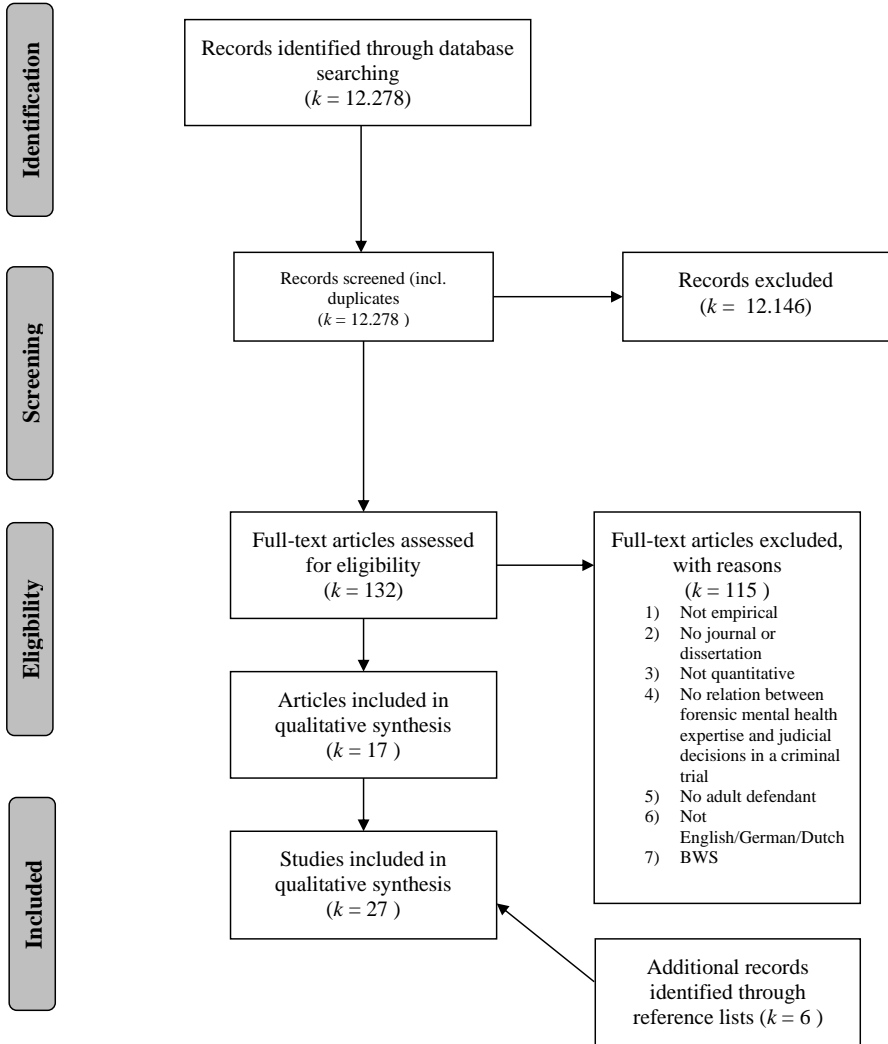 Identification
Records identified through database
searching
(k = 12.278)
Screening
Records screened (incl.
duplicates
(k = 12.278 )
Records excluded
(k = 12.146)
Eligibility
Full-text articles assessed
for eligibility
(k = 132)
Full-text articles excluded,
with reasons
(k = 115 )
1) Not empirical
2) No journal or
dissertation
3) Not quantitative
4) No relation between
forensic mental health
expertise and judicial
decisions in a criminal
trial
5) No adult defendant
6) Not
English/German/Dutch
7) BWS
Articles included in
qualitative synthesis
(k = 17 )
Included
Studies included in
qualitative synthesis
(k = 27 )
Additional records
identified through
reference lists (k = 6 )